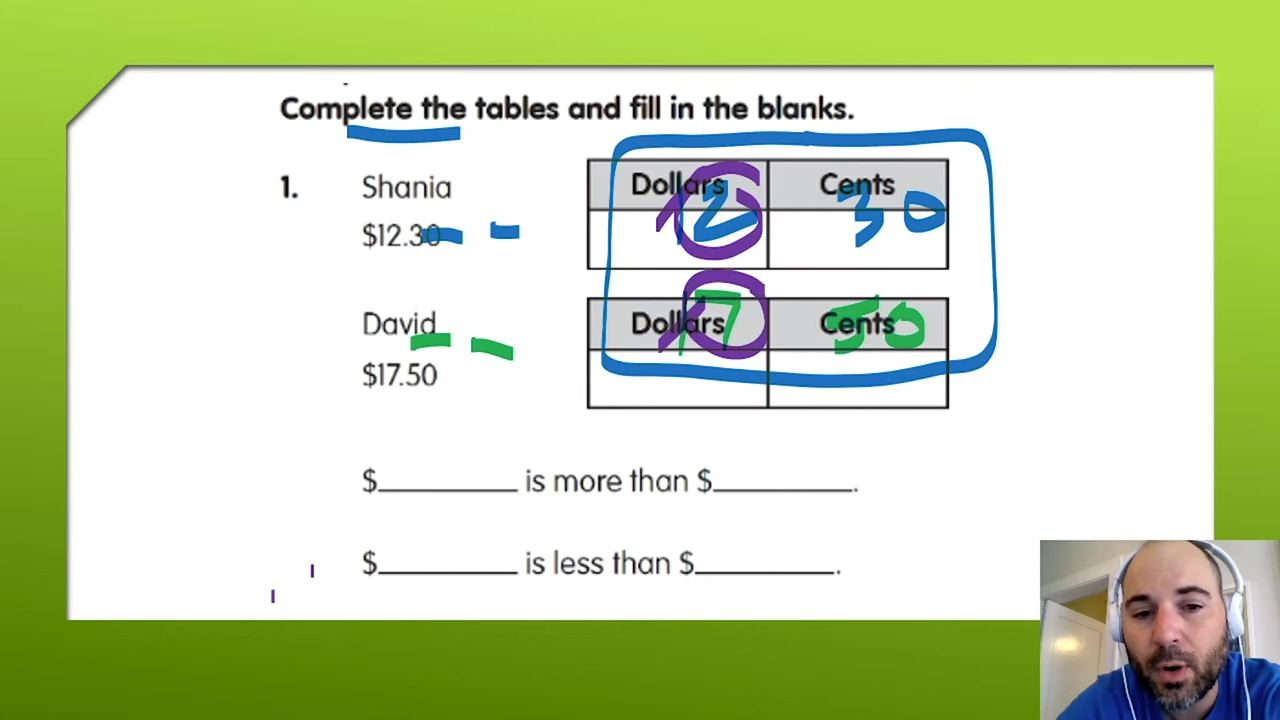 Complete the tables and fill in the blanks.
1. Shania
$12.30
Dollars Cents
12 30
David
$17.50
Dollars Cents
17 50
$__________ is more than $__________.
$__________ is less than $__________.